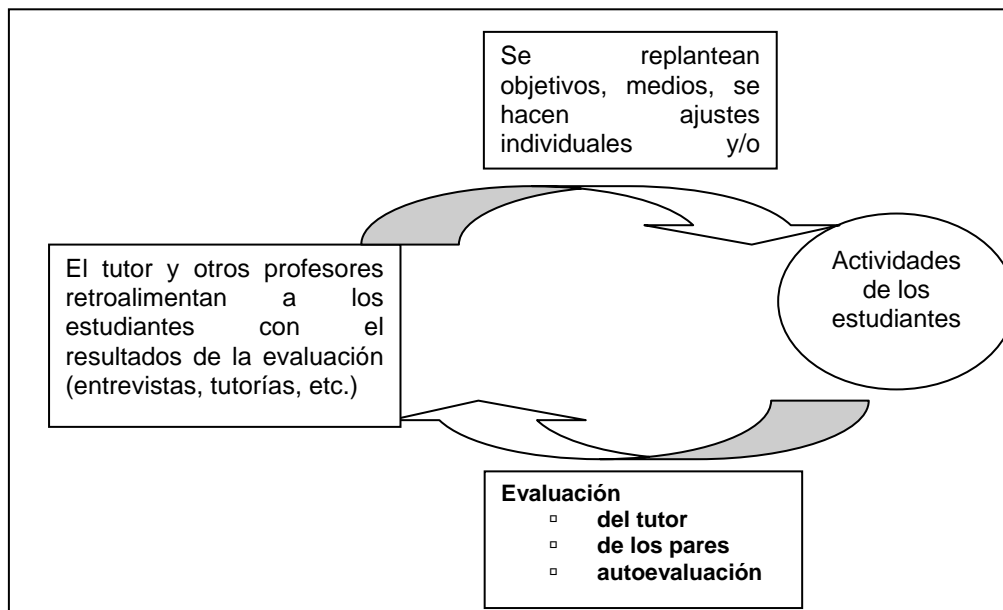 Se replantean
objetivos, medios, se
hacen ajustes
individuales y/o
El tutor y otros profesores
retroalimentan a los
estudiantes con el
resultados de la evaluación
(entrevistas, tutorías, etc.)
Actividades
de los
estudiantes
Evaluación
del tutor
de los pares
autoevaluación